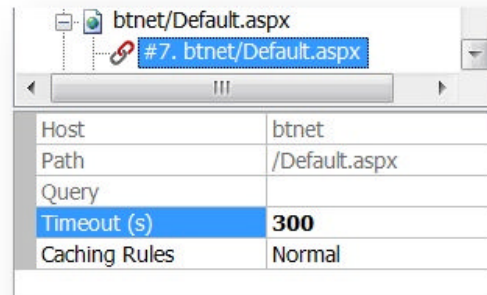 btnet/Default.aspx
#7. btnet/Default.aspx
Host btnet
Path /Default.aspx
Query
Timeout (s) 300
Caching Rules Normal